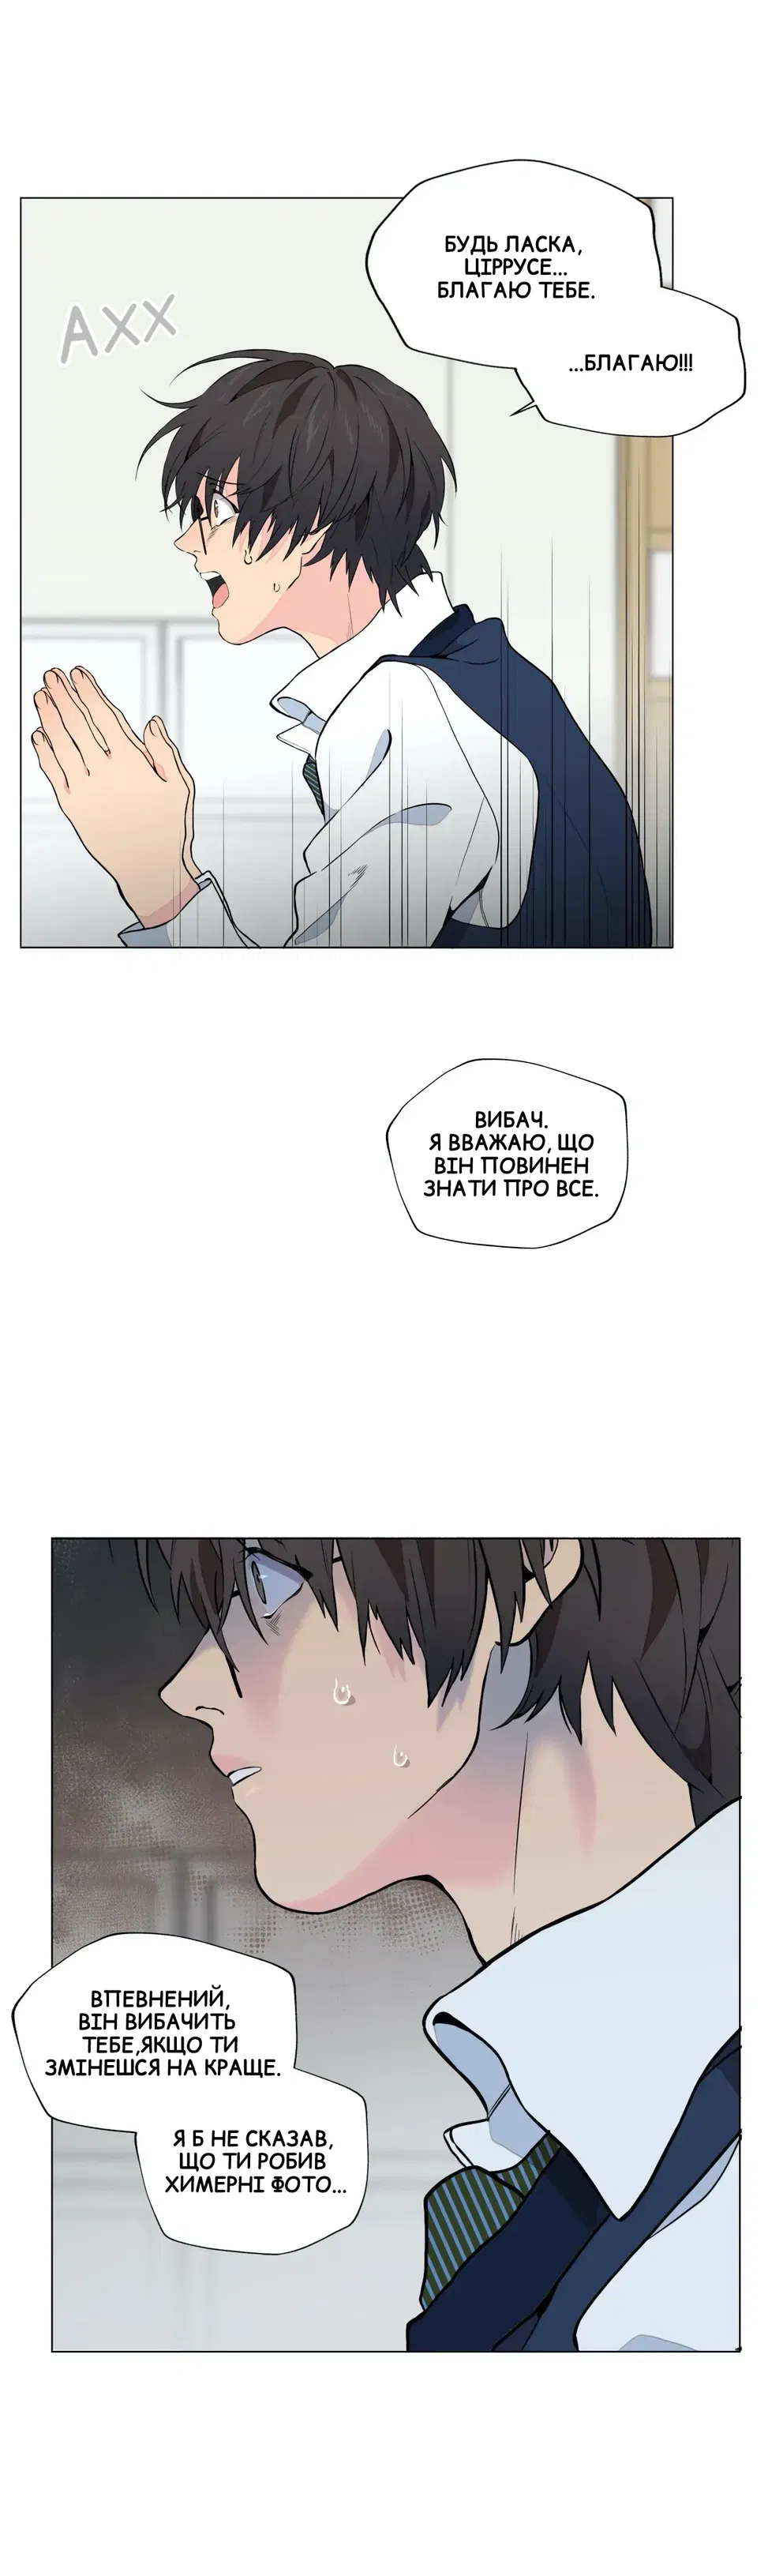 БУДЬ ЛАСКА,
ЦІРРУСЕ...
БЛАГАЮ ТЕБЕ.
...БЛАГАЮ!!!
АХХ
ВИБАЧ.
Я ВВАЖАЮ, ЩО
ВІН ПОВИНЕН
ЗНАТИ ПРО ВСЕ.
ВПЕВНЕНИЙ,
ВІН ВИБАЧИТЬ
ТЕБЕ,ЯКЩО ТИ
ЗМІНЕШСЯ НА КРАЩЕ.
Я Б НЕ СКАЗАВ,
ЩО ТИ РОБИВ
ХИМЕРНІ ФОТО...